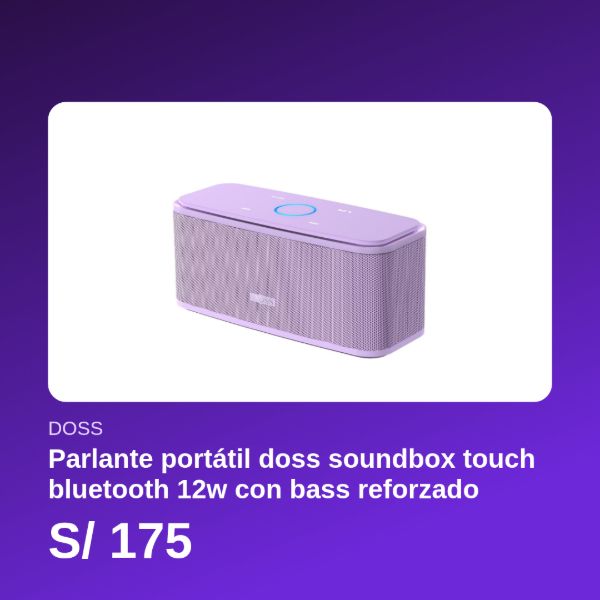 DOSS
Parlante portátil doss soundbox touch
bluetooth 12w con bass reforzado
S/ 175